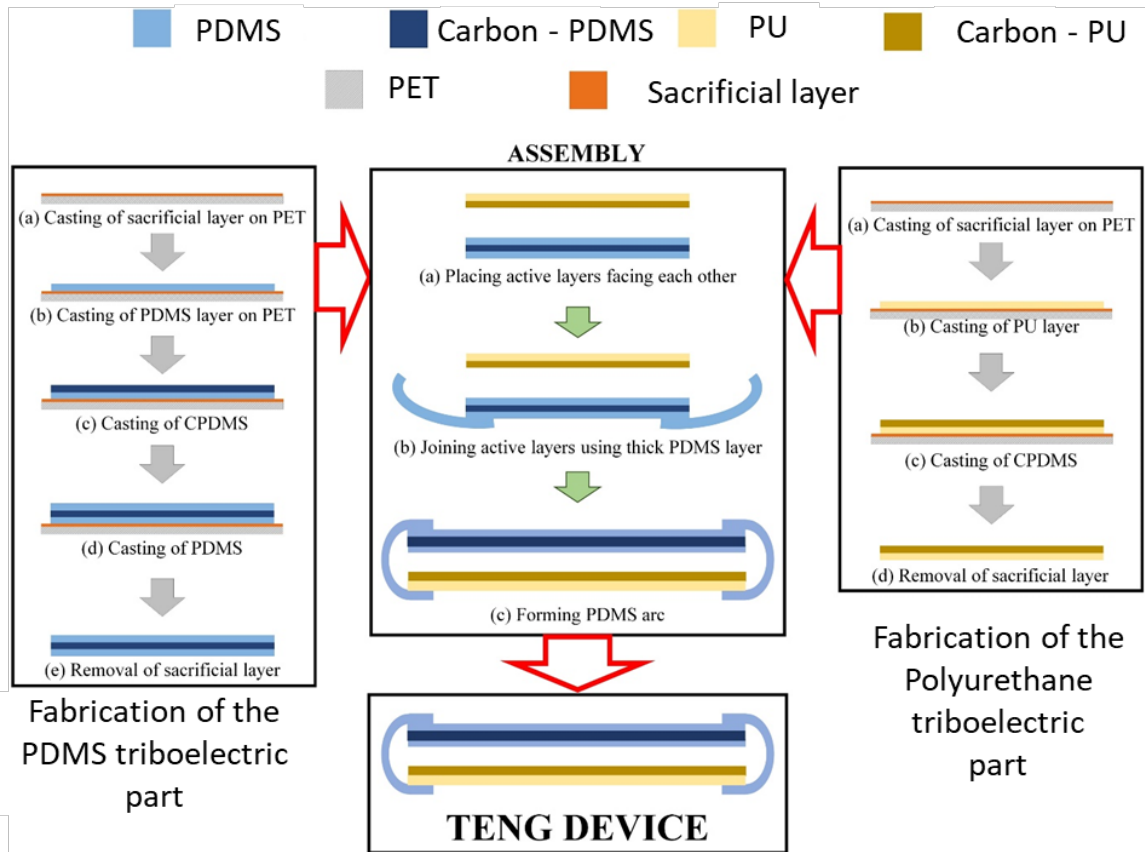 PDMS
Carbon - PDMS
PU
Carbon - PU
PET
Sacrificial layer
(a) Casting of sacrificial layer on PET
(b) Casting of PDMS layer on PET
(c) Casting of CPDMS
(d) Casting of PDMS
(e) Removal of sacrificial layer
Fabrication of the
PDMS triboelectric
part
ASSEMBLY
(a) Placing active layers facing each other
(b) Joining active layers using thick PDMS layer
(c) Forming PDMS arc
TENG DEVICE
(a) Casting of sacrificial layer on PET
(b) Casting of PU layer
(c) Casting of CPDMS
(d) Removal of sacrificial layer
Fabrication of the
Polyurethane
triboelectric
part